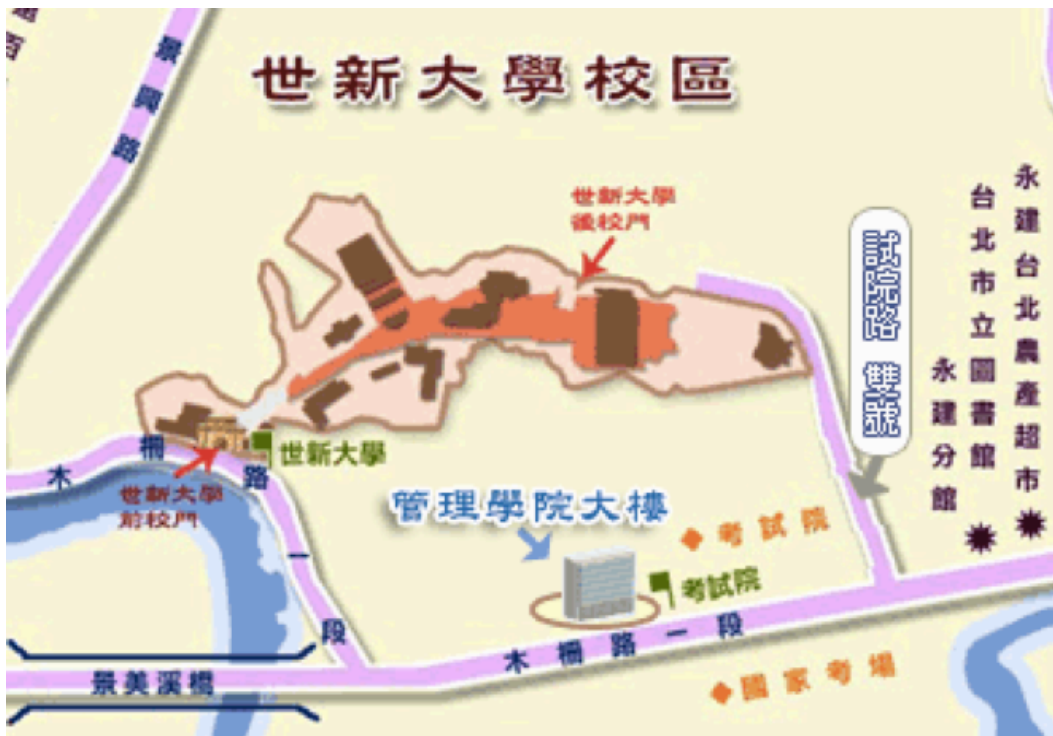 世新大學校區
景興路
世新大學
後校門
試院路 雙號
永建台北農產超市
台北市立圖書館
永建分館
木柵路一段
世新大學
世新大學
前校門
管理學院大樓
考試院
考試院
木柵路一段
景美溪橋
國家考場